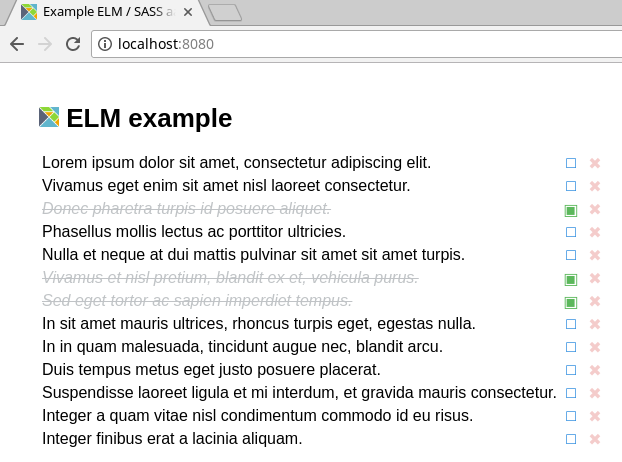 Example ELM / SASS a
localhost:8080
ELM example
Lorem ipsum dolor sit amet, consectetur adipiscing elit.
Vivamus eget enim sit amet nisl laoreet consectetur.
Donec pharetra turpis id posuere aliquet.
Phasellus mollis lectus ac porttitor ultricies.
Nulla et neque at dui mattis pulvinar sit amet sit amet turpis.
Vivamus et nisl pretium, blandit ex et, vehicula purus.
Sed eget tortor ac sapien imperdiet tempus.
In sit amet mauris ultrices, rhoncus turpis eget, egestas nulla.
In in quam malesuada, tincidunt augue nec, blandit arcu.
Duis tempus metus eget justo posuere placerat.
Suspendisse laoreet ligula et mi interdum, et gravida mauris consectetur.
Integer a quam vitae nisl condimentum commodo id eu risus.
Integer finibus erat a lacinia aliquam.